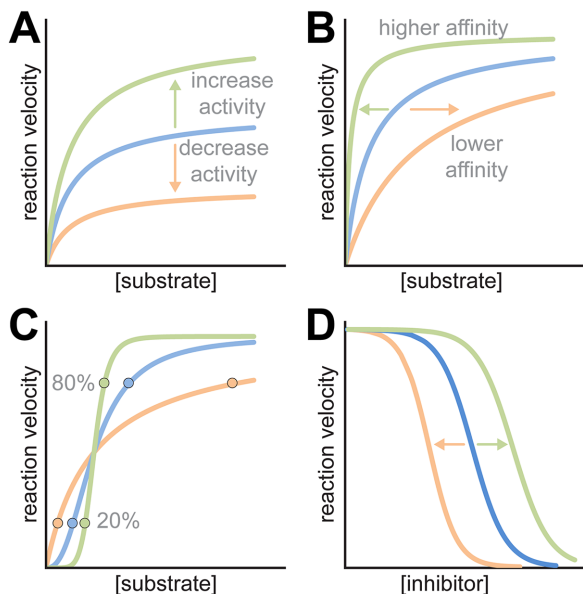 A
reaction velocity
increase
activity
decrease
activity
[substrate]
B
reaction velocity
higher affinity
lower
affinity
[substrate]
C
reaction velocity
80%
20%
[substrate]
D
reaction velocity
[inhibitor]